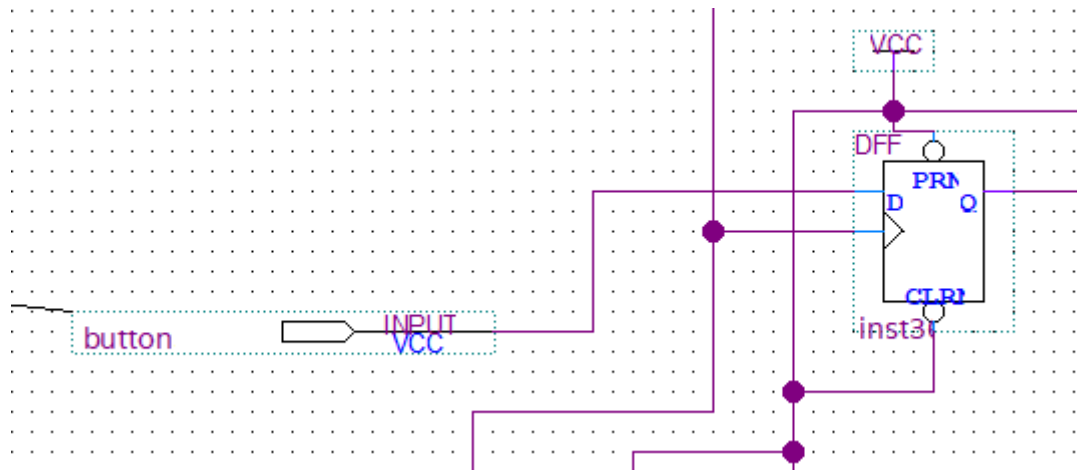 VCC
DFF
PRN
D
Q
CLRN
inst3
button
INPUT
VCC